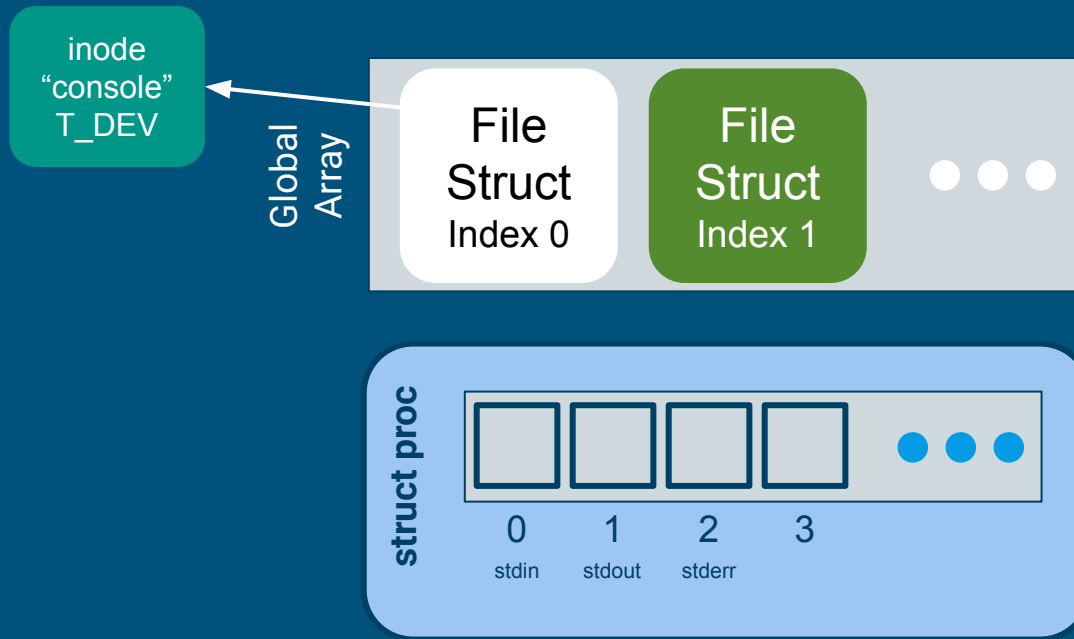 inode
“console”
T_DEV
Global
Array
File
Struct
Index 0
File
Struct
Index 1
struct proc
0
1
2
3
stdin
stdout
stderr